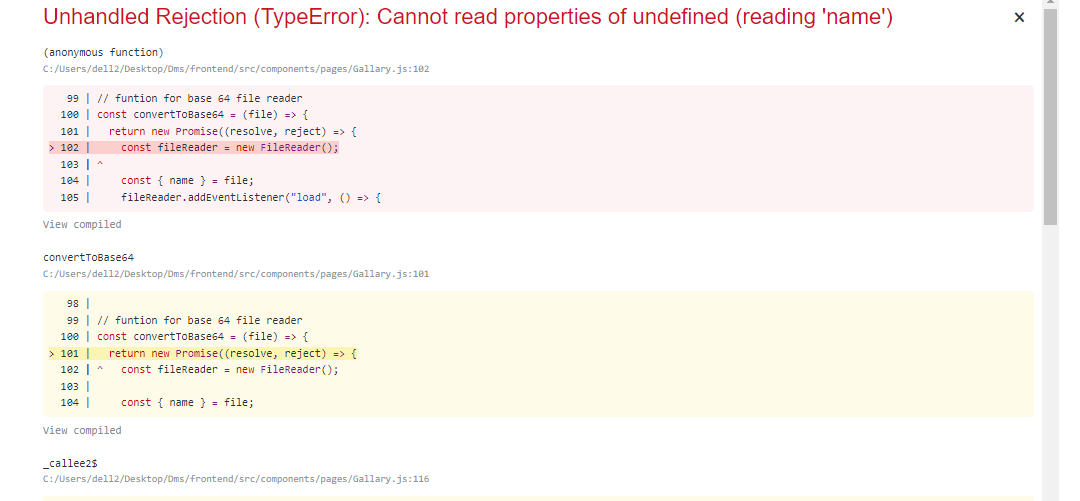 Unhandled Rejection (TypeError): Cannot read properties of undefined (reading 'name')
×
(anonymous function)
C:/Users/dell2/Desktop/Dms/frontend/src/components/pages/Gallary.js:102
99 | // funtion for base 64 file reader
100 | const convertToBase64 = (file) => {
101 |   return new Promise((resolve, reject) => {
> 102 |     const fileReader = new FileReader();
103 | ^
104 |     const { name } = file;
105 |     fileReader.addEventListener("load", () => {
View compiled
convertToBase64
C:/Users/dell2/Desktop/Dms/frontend/src/components/pages/Gallary.js:101
98 |
99 | // funtion for base 64 file reader
100 | const convertToBase64 = (file) => {
> 101 |   return new Promise((resolve, reject) => {
102 | ^   const fileReader = new FileReader();
103 |
104 |     const { name } = file;
View compiled
_callee2$
C:/Users/dell2/Desktop/Dms/frontend/src/components/pages/Gallary.js:116